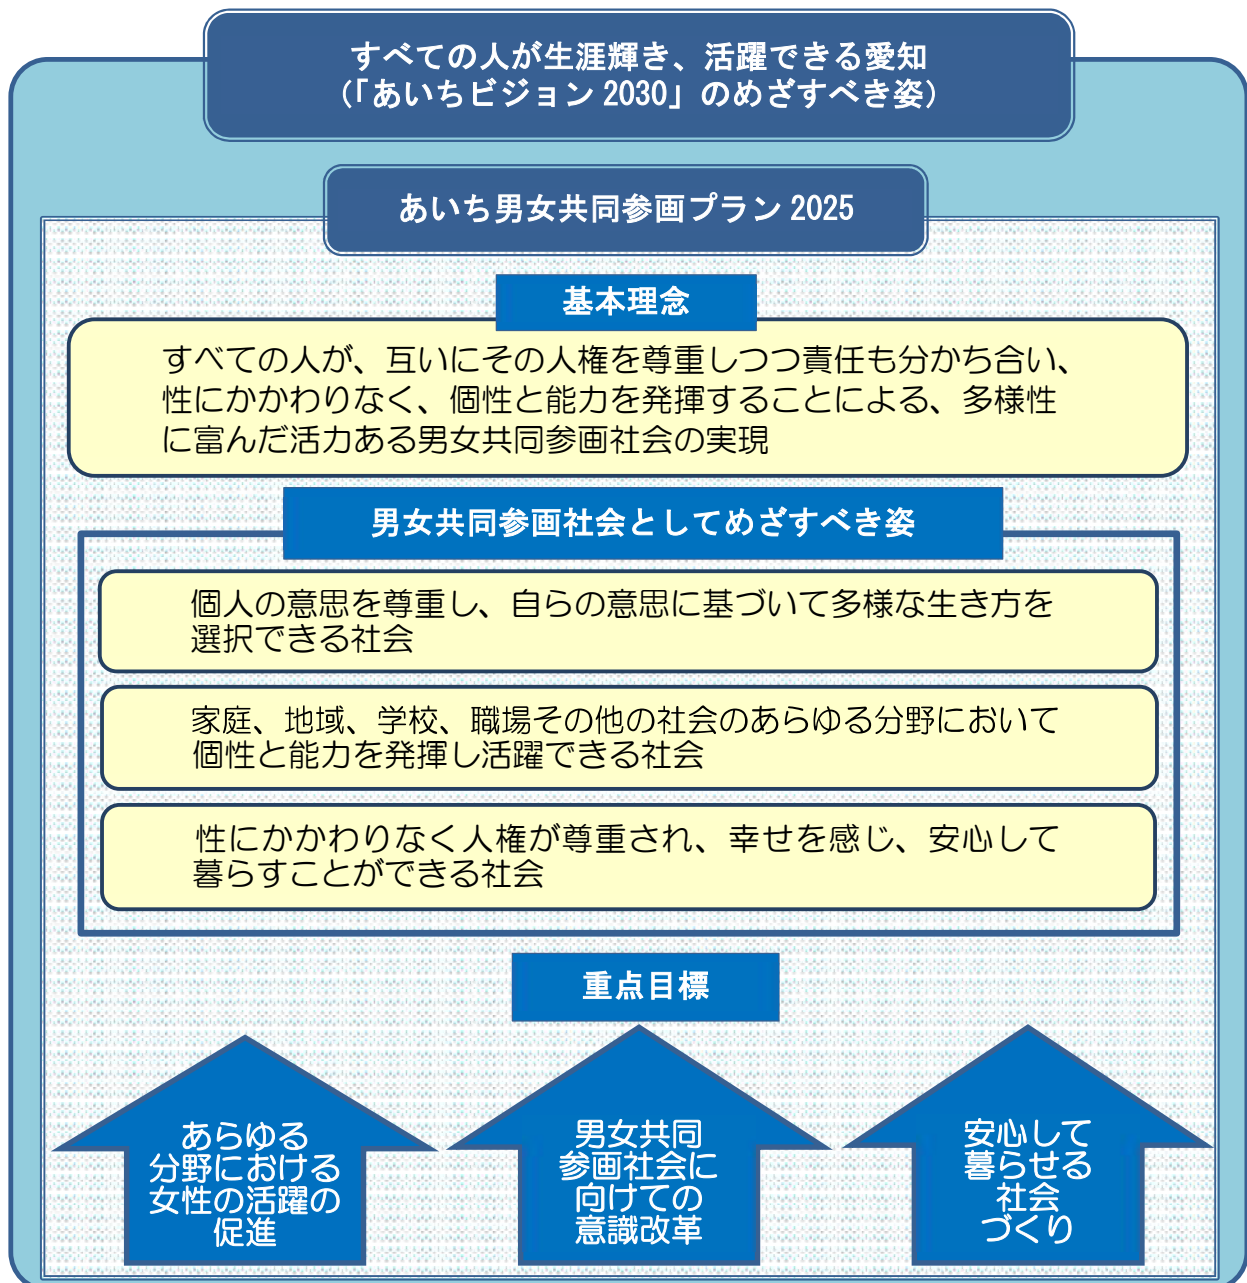 すべての人が生涯輝き、活躍できる愛知
（「あいちビジョン 2030」のめざすべき姿）
あいち男女共同参画プラン 2025
基本理念
すべての人が、互いにその人権を尊重しつつ責任も分かち合い、
性にかかわりなく、個性と能力を発揮することによる、多様性
に富んだ活力ある男女共同参画社会の実現
男女共同参画社会としてめざすべき姿
個人の意思を尊重し、自らの意思に基づいて多様な生き方を
選択できる社会
家庭、地域、学校、職場その他の社会のあらゆる分野において
個性と能力を発揮し活躍できる社会
性にかかわりなく人権が尊重され、幸せを感じ、安心して
暮らすことができる社会
重点目標
あらゆる
分野における
女性の活躍の
促進
男女共同
参画社会に
向けての
意識改革
安心して
暮らせる
社会
づくり